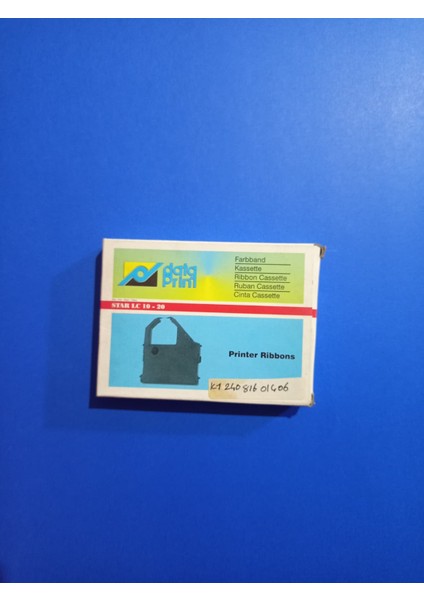 data
print
Farbband
Kassette
Ribbon Cassette
Ruban Cassette
Cinta Cassette
STAR LC 10 - 20
Printer Ribbons
K1 240 816 01406